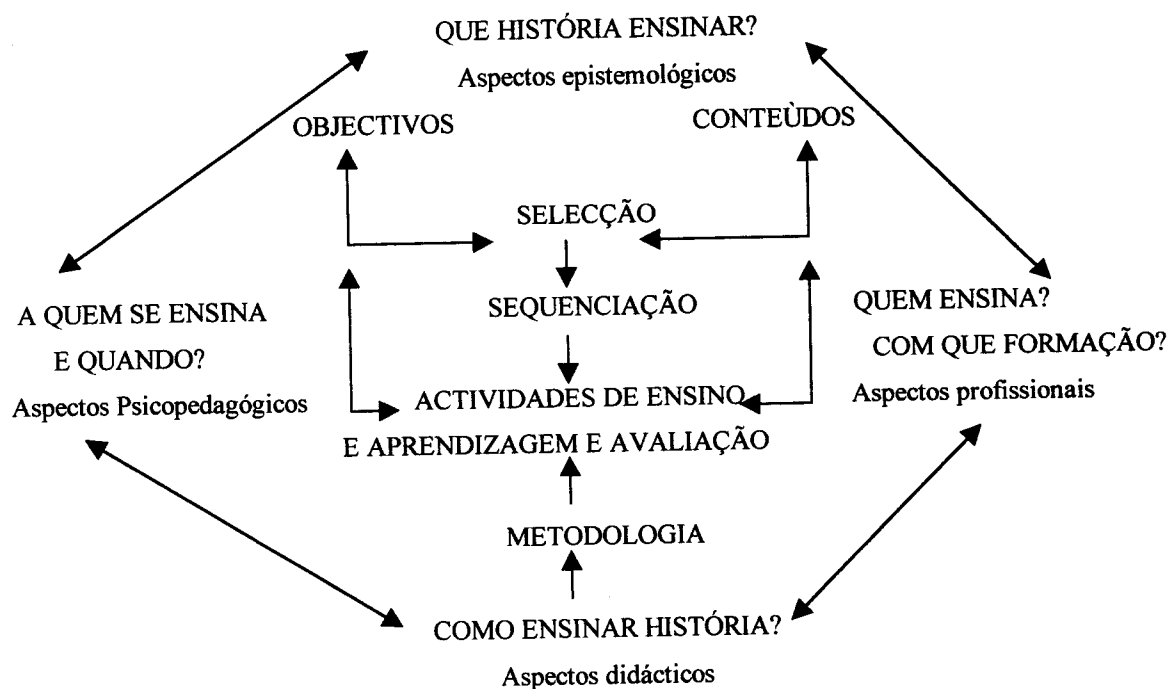 QUE HISTÓRIA ENSINAR?
Aspectos epistemológicos
OBJECTIVOS
CONTEÙDOS
SELECÇÃO
SEQUENCIAÇÃO
A QUEM SE ENSINA
E QUANDO?
Aspectos Psicopedagógicos
QUEM ENSINA?
COM QUE FORMAÇÃO?
Aspectos profissionais
ACTIVIDADES DE ENSINO
E APRENDIZAGEM E AVALIAÇÃO
METODOLOGIA
COMO ENSINAR HISTÓRIA?
Aspectos didácticos